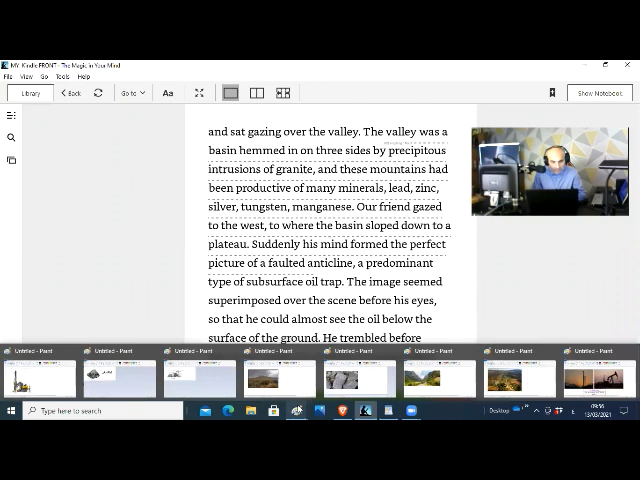 MY Kindle FRONT - The Magic in Your Mind
File View Go Tools Help
Library Back Go to Aa Show Notebook
and sat gazing over the valley. The valley was a
basin hemmed in on three sides by precipitous
intrusions of granite, and these mountains had
been productive of many minerals, lead, zinc,
silver, tungsten, manganese. Our friend gazed
to the west, to where the basin sloped down to a
plateau. Suddenly his mind formed the perfect
picture of a faulted anticline, a predominant
type of subsurface oil trap. The image seemed
superimposed over the scene before his eyes,
so that he could almost see the oil below the
surface of the ground. He trembled before
Untitled - Paint Untitled - Paint Untitled - Paint Untitled - Paint Untitled - Paint Untitled - Paint Untitled - Paint Untitled - Paint
Type here to search
Desktop
09:56
13/03/2021